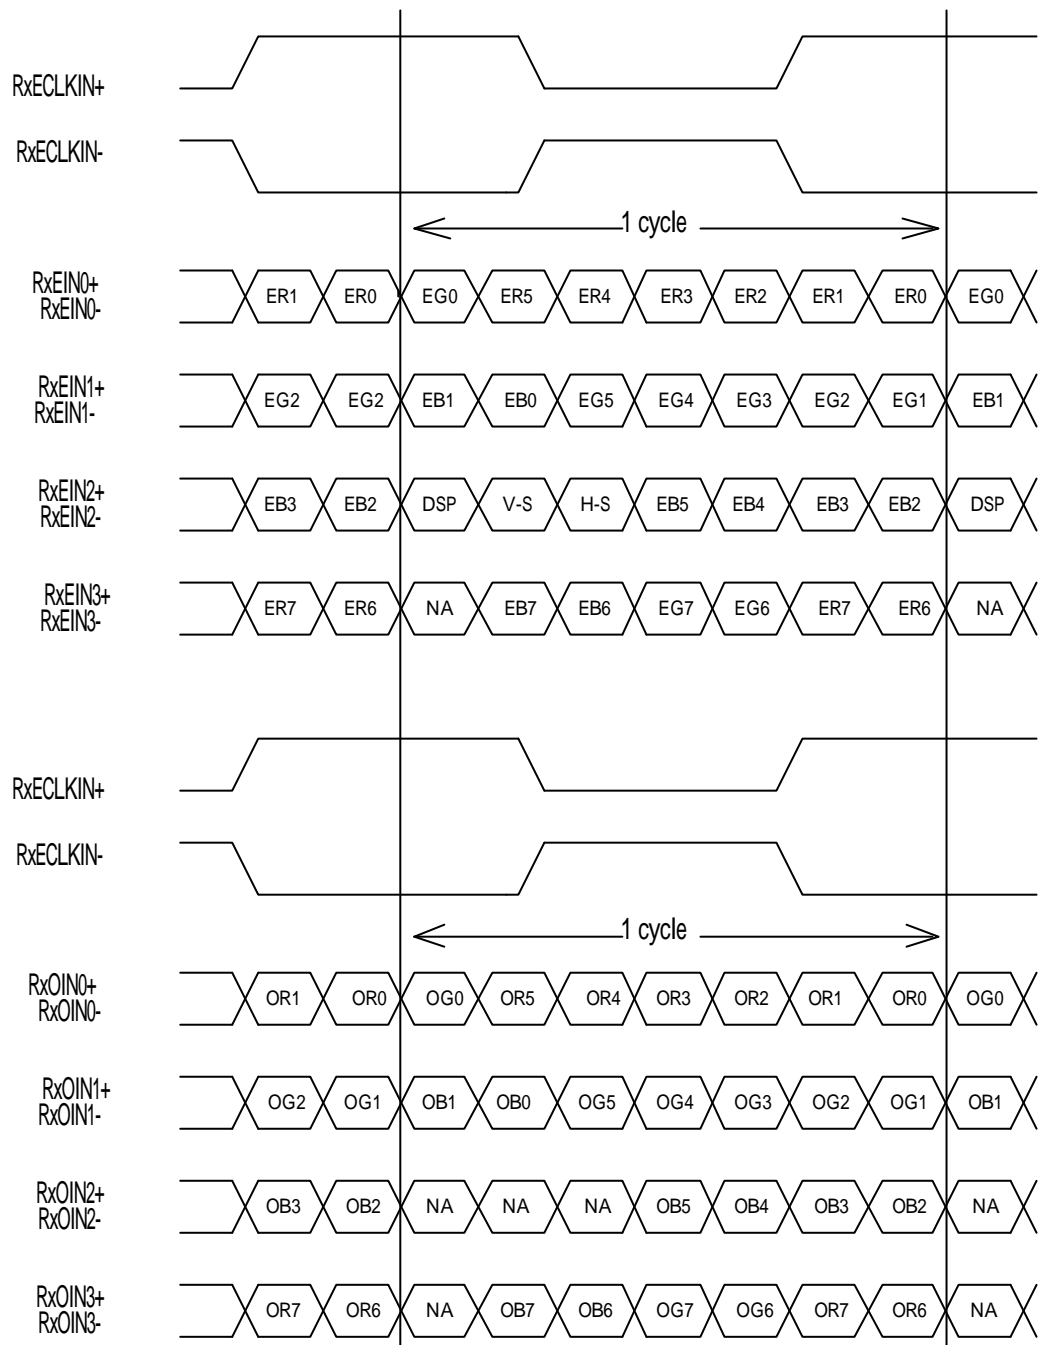 RxECLKIN+
RxECLKIN-
1 cycle
RxEIN0+
RxEIN0-
ER1 ER0 EG0 ER5 ER4 ER3 ER2 ER1 ER0 EG0
RxEIN1+
RxEIN1-
EG2 EG2 EB1 EB0 EG5 EG4 EG3 EG2 EG1 EB1
RxEIN2+
RxEIN2-
EB3 EB2 DSP V-S H-S EB5 EB4 EB3 EB2 DSP
RxEIN3+
RxEIN3-
ER7 ER6 NA EB7 EB6 EG7 EG6 ER7 ER6 NA
RxECLKIN+
RxECLKIN-
1 cycle
RxOIN0+
RxOIN0-
OR1 OR0 OG0 OR5 OR4 OR3 OR2 OR1 OR0 OG0
RxOIN1+
RxOIN1-
OG2 OG1 OB1 OB0 OG5 OG4 OG3 OG2 OG1 OB1
RxOIN2+
RxOIN2-
OB3 OB2 NA NA NA OB5 OB4 OB3 OB2 NA
RxOIN3+
RxOIN3-
OR7 OR6 NA OB7 OB6 OG7 OG6 OR7 OR6 NA